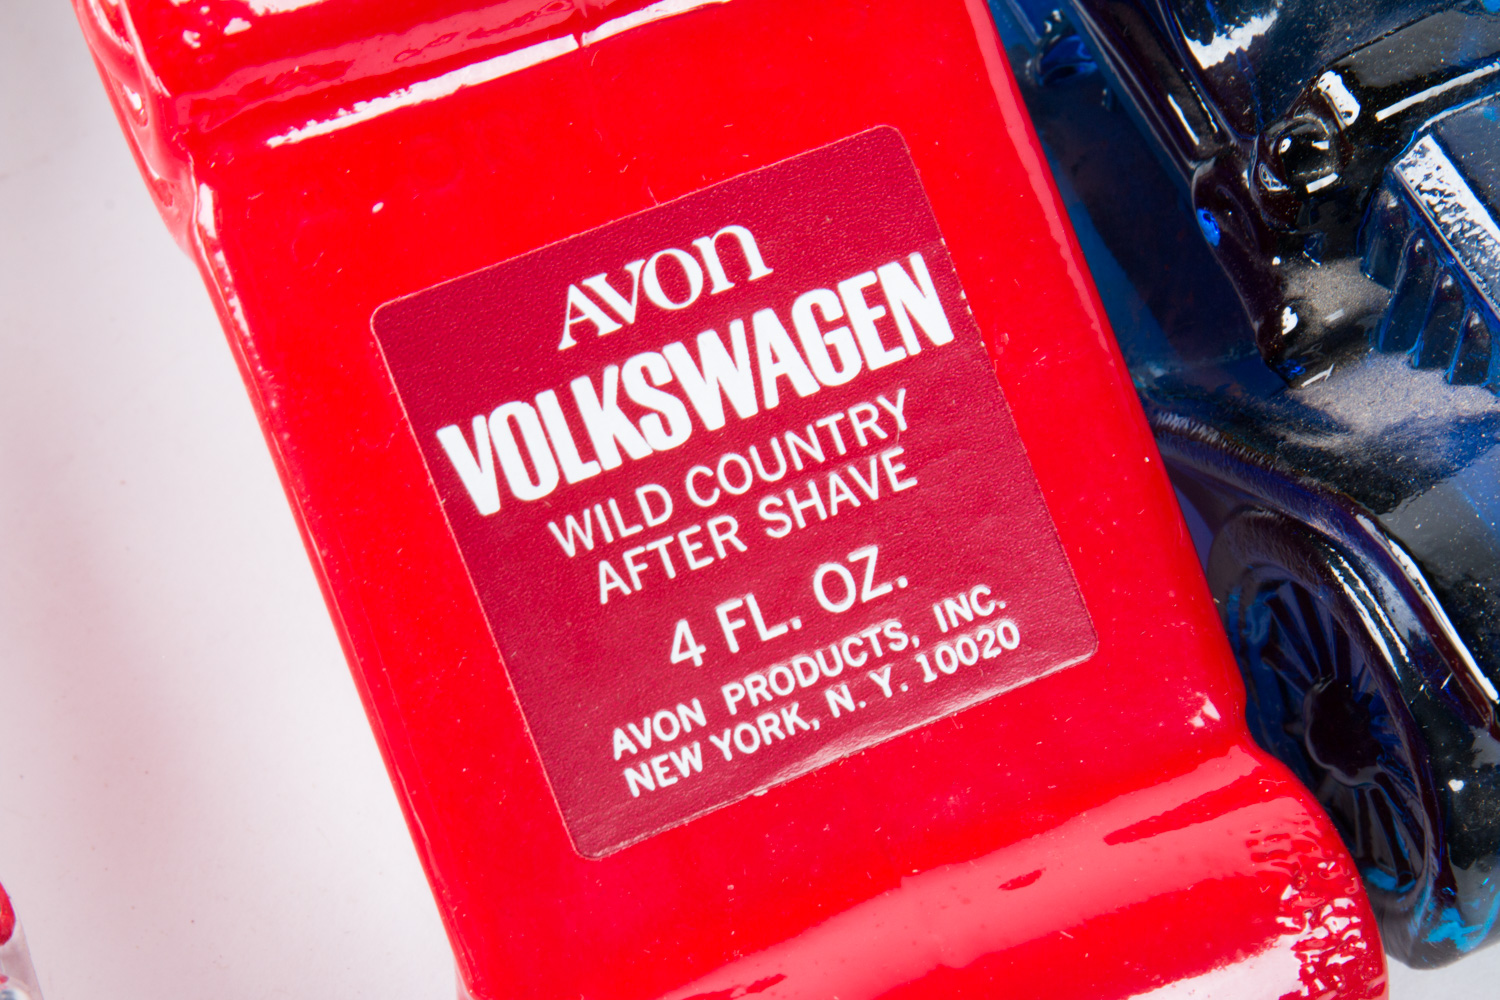 AVON
VOLKSWAGEN
WILD COUNTRY
AFTER SHAVE
4 FL. OZ.
AVON PRODUCTS, INC.
NEW YORK, N. Y. 10020